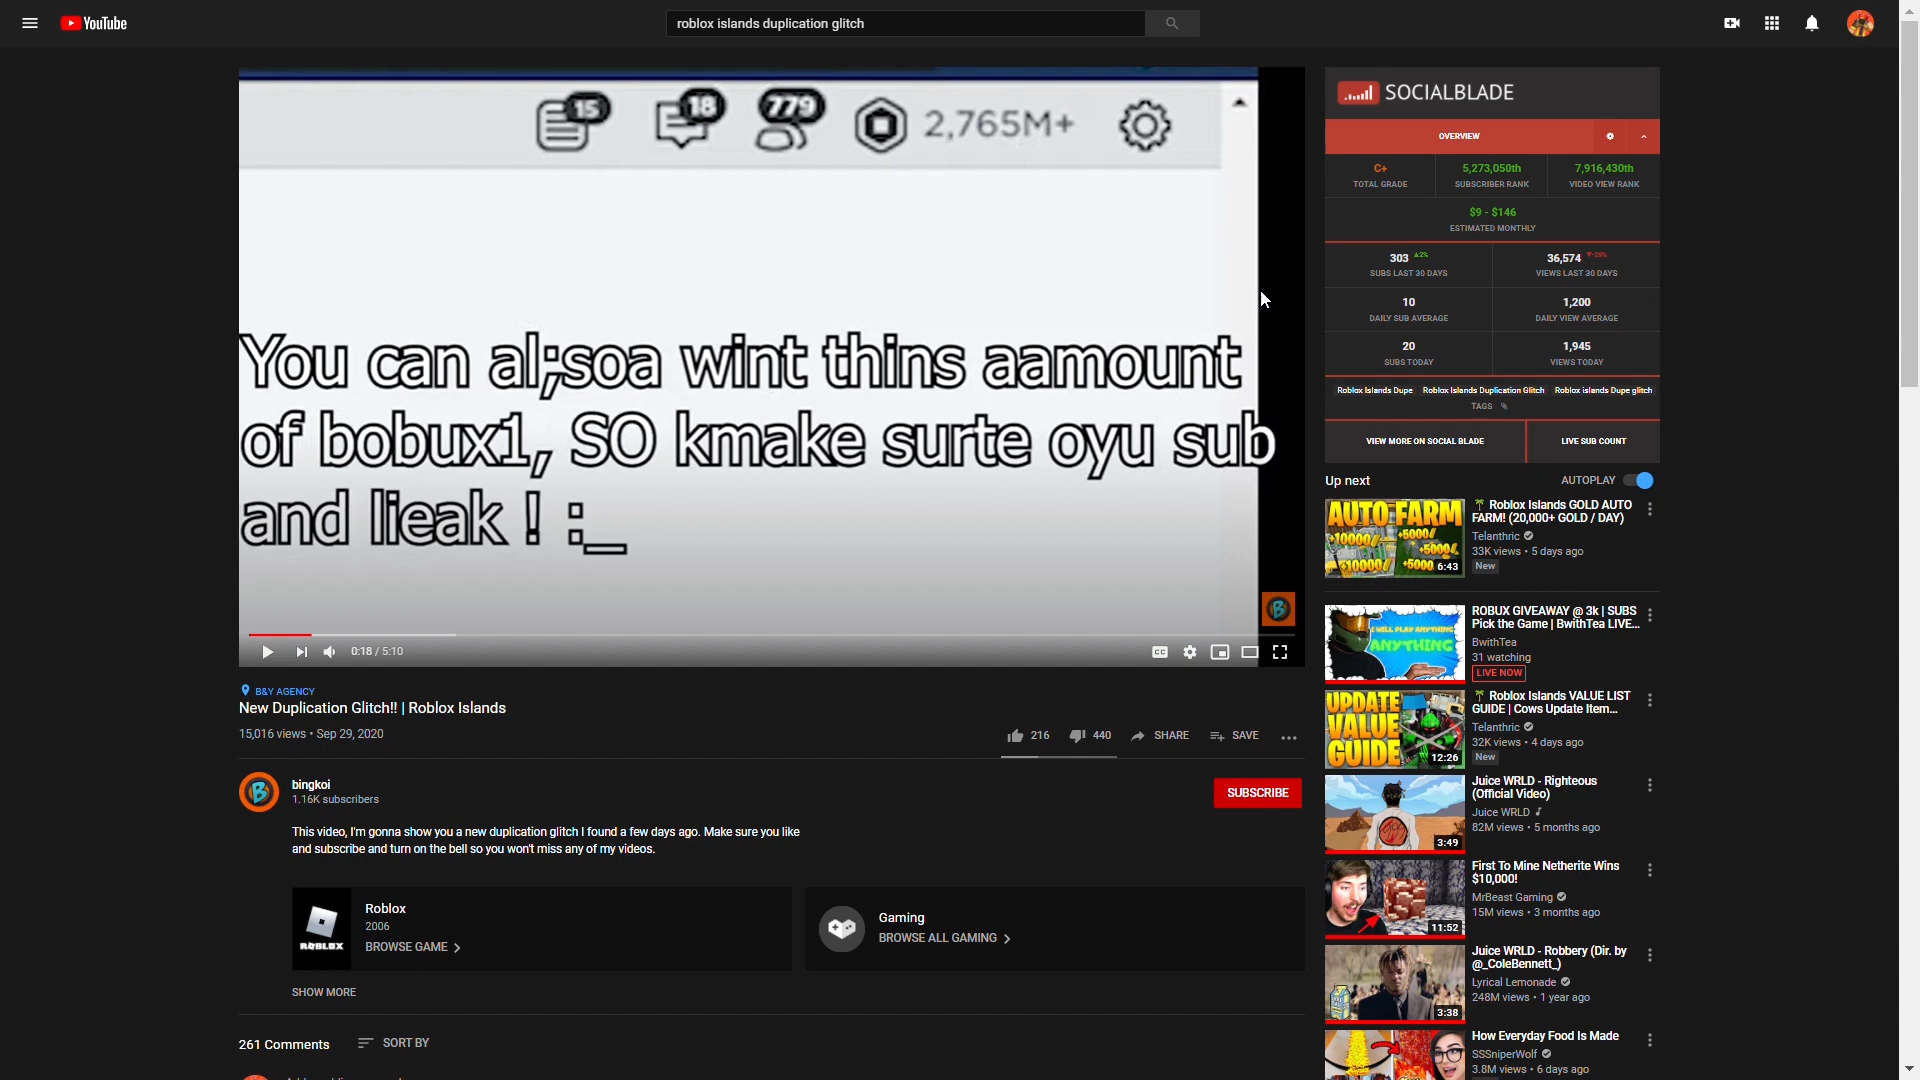 YouTube
roblox islands duplication glitch
15
18
779
2,765M+
You can al;soa wint thins aamount
of bobux1, SO kmake surte oyu sub
and lieak ! :_
0:18 / 5:10
CC
B&Y AGENCY
New Duplication Glitch!! | Roblox Islands
15,016 views • Sep 29, 2020
216
440
SHARE
SAVE
bingkoi
1.16K subscribers
SUBSCRIBE
This video, I'm gonna show you a new duplication glitch I found a few days ago. Make sure you like
and subscribe and turn on the bell so you won't miss any of my videos.
ROBLOX
Roblox
2006
BROWSE GAME
Gaming
BROWSE ALL GAMING
SHOW MORE
261 Comments
SORT BY
SOCIALBLADE
OVERVIEW
C+
TOTAL GRADE
5,273,050th
SUBSCRIBER RANK
7,916,430th
VIDEO VIEW RANK
$9 - $146
ESTIMATED MONTHLY
303
SUBS LAST 30 DAYS
36,574
VIEWS LAST 30 DAYS
10
DAILY SUB AVERAGE
1,200
DAILY VIEW AVERAGE
20
SUBS TODAY
1,945
VIEWS TODAY
Roblox Islands Dupe Roblox Islands Duplication Glitch Roblox islands Dupe glitch
TAGS
VIEW MORE ON SOCIAL BLADE
LIVE SUB COUNT
Up next
AUTOPLAY
AUTO FARM
+5000/
6:43
Roblox Islands GOLD AUTO
FARM! (20,000+ GOLD / DAY)
Telanthric
33K views • 5 days ago
New
I WILL PLAY ANYTHING
ANYTHING
ROBUX GIVEAWAY @ 3k | SUBS
Pick the Game | BwithTea LIVE...
BwithTea
31 watching
LIVE NOW
UPDATE
VALUE
GUIDE
12:26
Roblox Islands VALUE LIST
GUIDE | Cows Update Item...
Telanthric
32K views • 4 days ago
New
3:49
Juice WRLD - Righteous
(Official Video)
Juice WRLD
82M views • 5 months ago
11:52
First To Mine Netherite Wins
$10,000!
MrBeast Gaming
15M views • 3 months ago
3:38
Juice WRLD - Robbery (Dir. by
@_ColeBennett_)
Lyrical Lemonade
248M views • 1 year ago
How Everyday Food Is Made
SSSniperWolf
3.8M views • 6 days ago